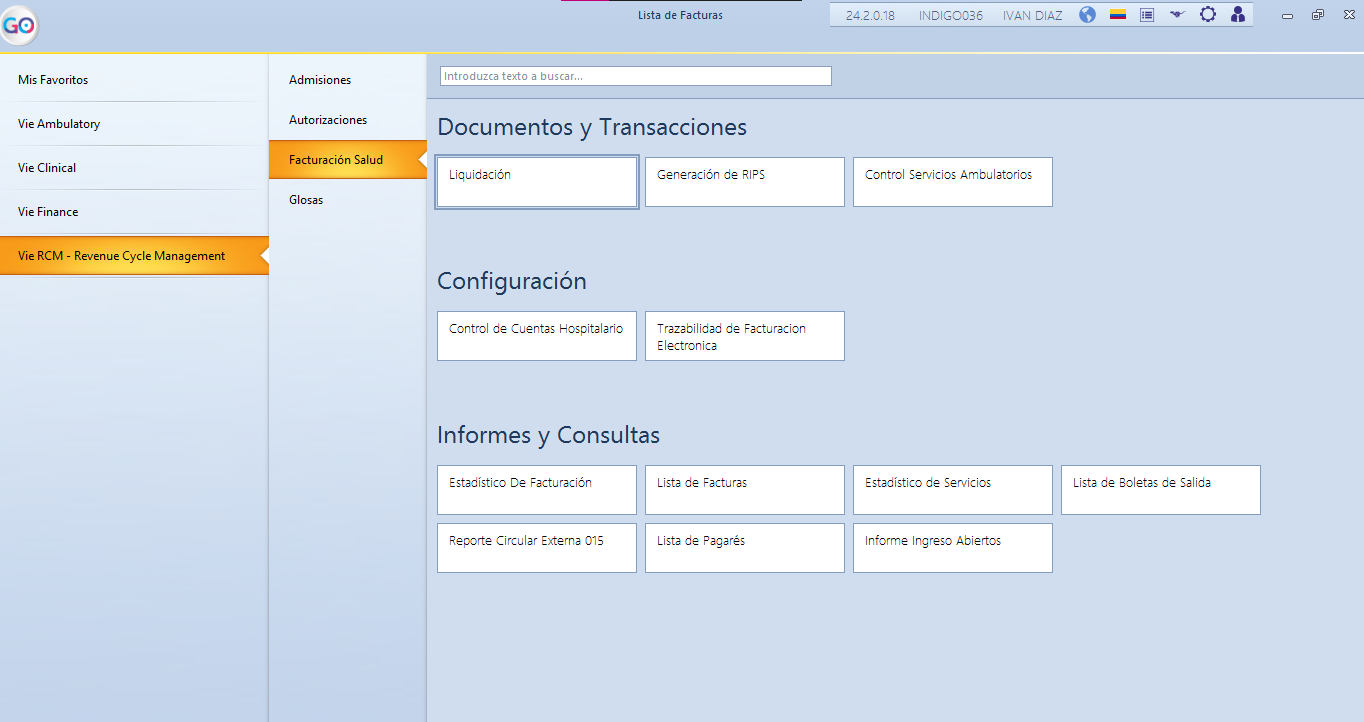 GO
Lista de Facturas
24.2.0.18 INDIGO036 IVAN DIAZ
Mis Favoritos
Vie Ambulatory
Vie Clinical
Vie Finance
Vie RCM - Revenue Cycle Management
Admisiones
Autorizaciones
Facturación Salud
Glosas
Introduzca texto a buscar...
Documentos y Transacciones
Liquidación
Generación de RIPS
Control Servicios Ambulatorios
Configuración
Control de Cuentas Hospitalario
Trazabilidad de Facturacion
Electronica
Informes y Consultas
Estadístico De Facturación
Lista de Facturas
Estadístico de Servicios
Lista de Boletas de Salida
Reporte Circular Externa 015
Lista de Pagarés
Informe Ingreso Abiertos